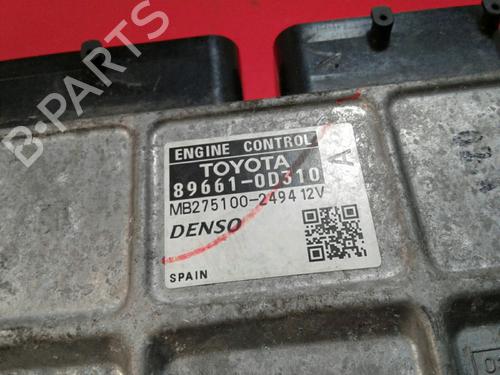 B-PARTS
ENGINE CONTROL
TOYOTA
89661-0D310
MB275100-2494 12V
A
DENSO
SPAIN